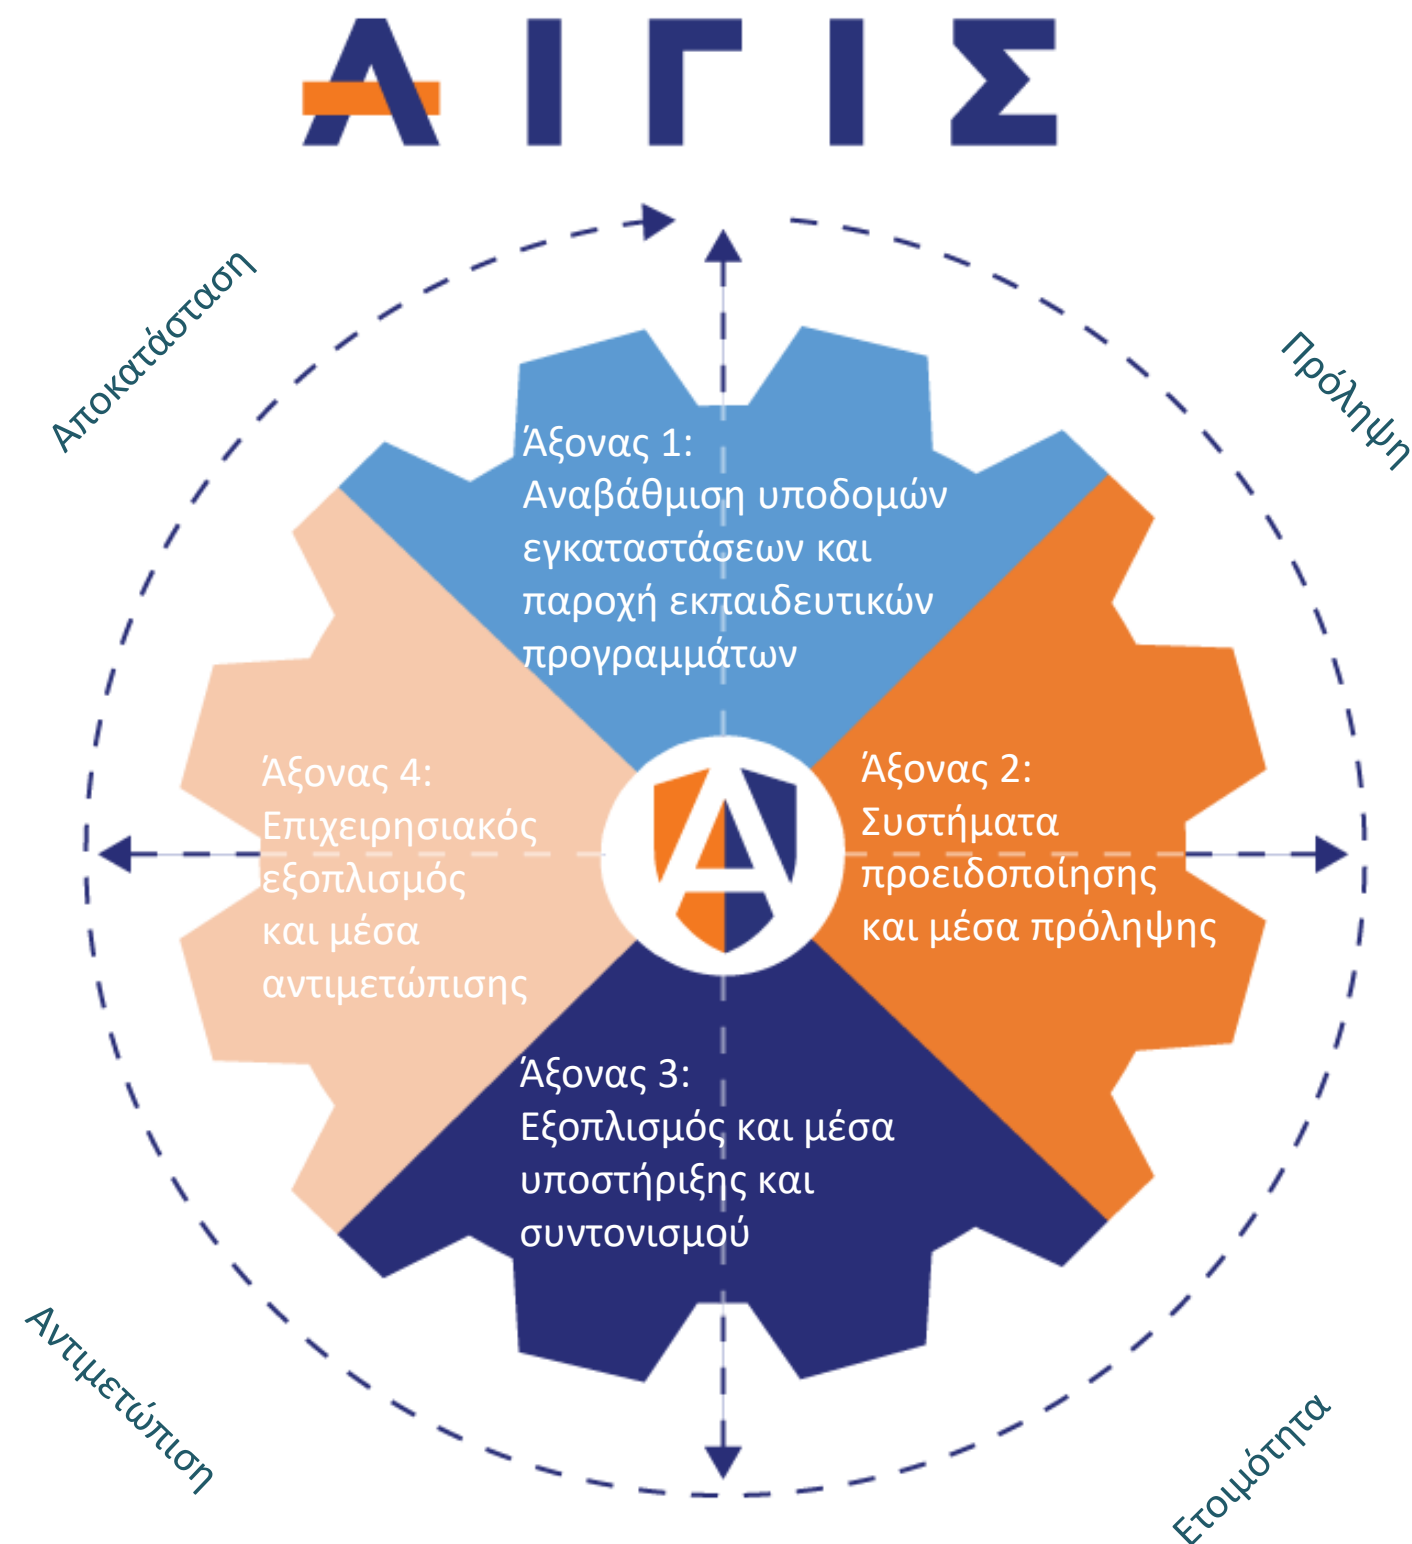 ΑΙΓΙΣ
Αποκατάσταση
Πρόληψη
Άξονας 1:
Αναβάθμιση υποδομών
εγκαταστάσεων και
παροχή εκπαιδευτικών
προγραμμάτων
Άξονας 2:
Συστήματα
προειδοποίησης
και μέσα πρόληψης
Άξονας 4:
Επιχειρησιακός
εξοπλισμός
και μέσα
αντιμετώπισης
Α
Άξονας 3:
Εξοπλισμός και μέσα
υποστήριξης και
συντονισμού
Αντιμετώπιση
Ετοιμότητα